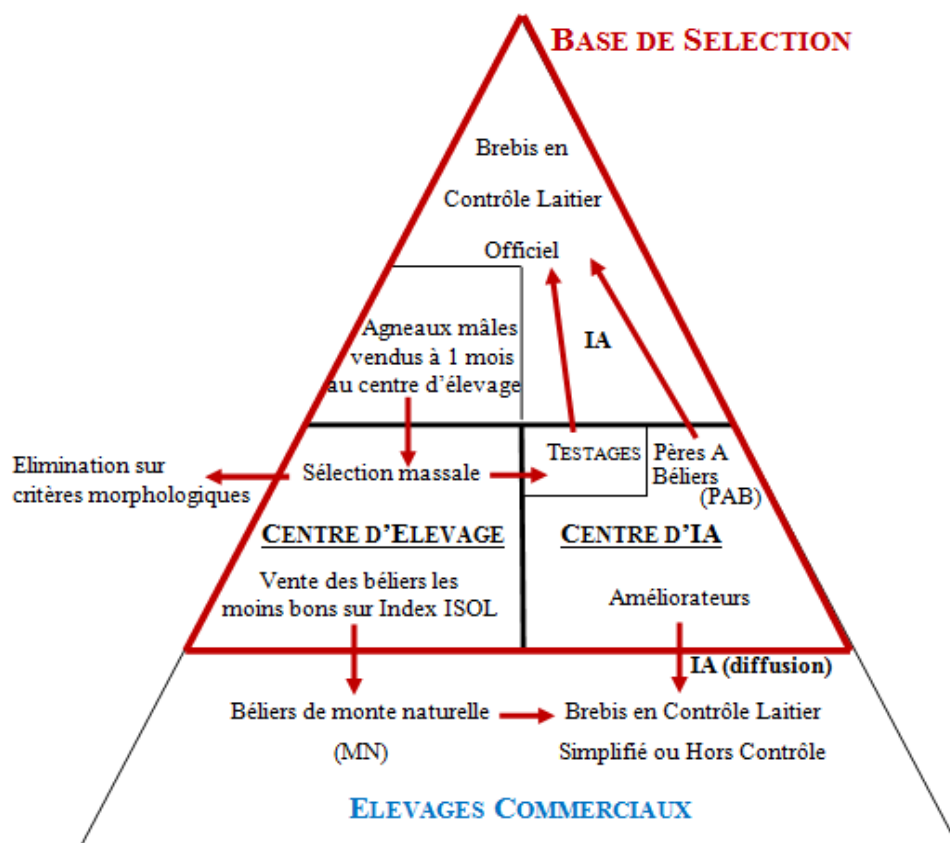 BASE DE SELECTION
Brebis en
Contrôle Laitier
Officiel
Agneaux mâles
vendus à 1 mois
au centre d'élevage
IA
TESTAGES
Pères A
Béliers
(PAB)
Elimination sur
critères morphologiques
Sélection massale
CENTRE D'ELEVAGE
CENTRE D'IA
Vente des béliers les
moins bons sur Index ISOL
Améliorateurs
IA (diffusion)
Béliers de monte naturelle
(MN)
Brebis en Contrôle Laitier
Simplifié ou Hors Contrôle
ELEVAGES COMMERCIAUX